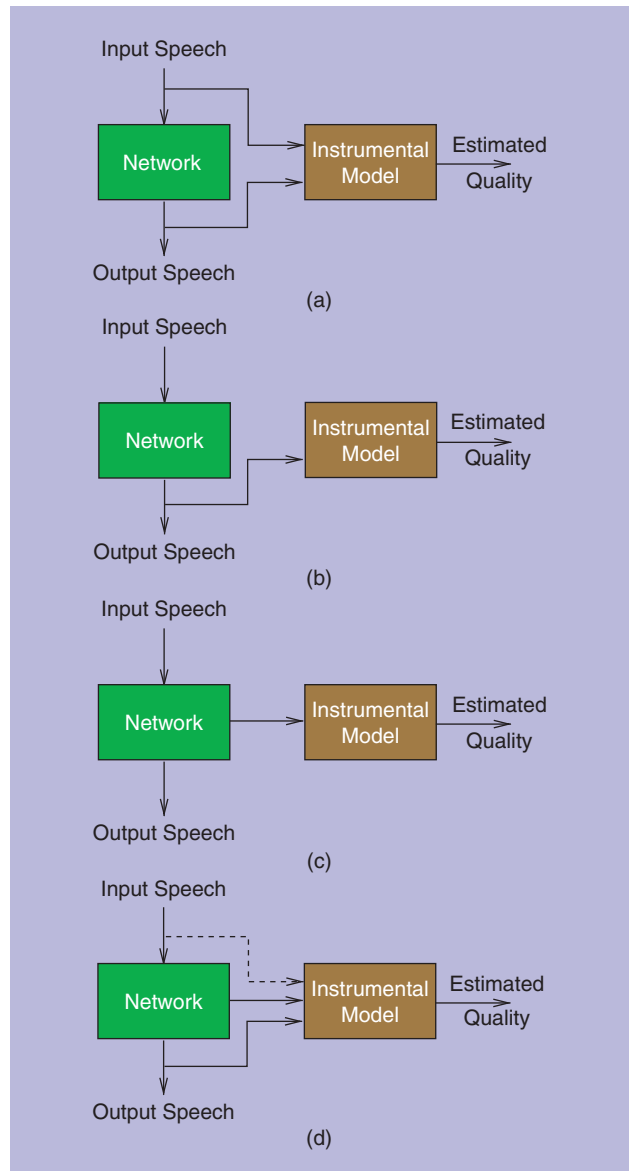 Input Speech
Network
Instrumental
Model
Estimated
Quality
Output Speech
(a)
Input Speech
Network
Instrumental
Model
Estimated
Quality
Output Speech
(b)
Input Speech
Network
Instrumental
Model
Estimated
Quality
Output Speech
(c)
Input Speech
Network
Instrumental
Model
Estimated
Quality
Output Speech
(d)